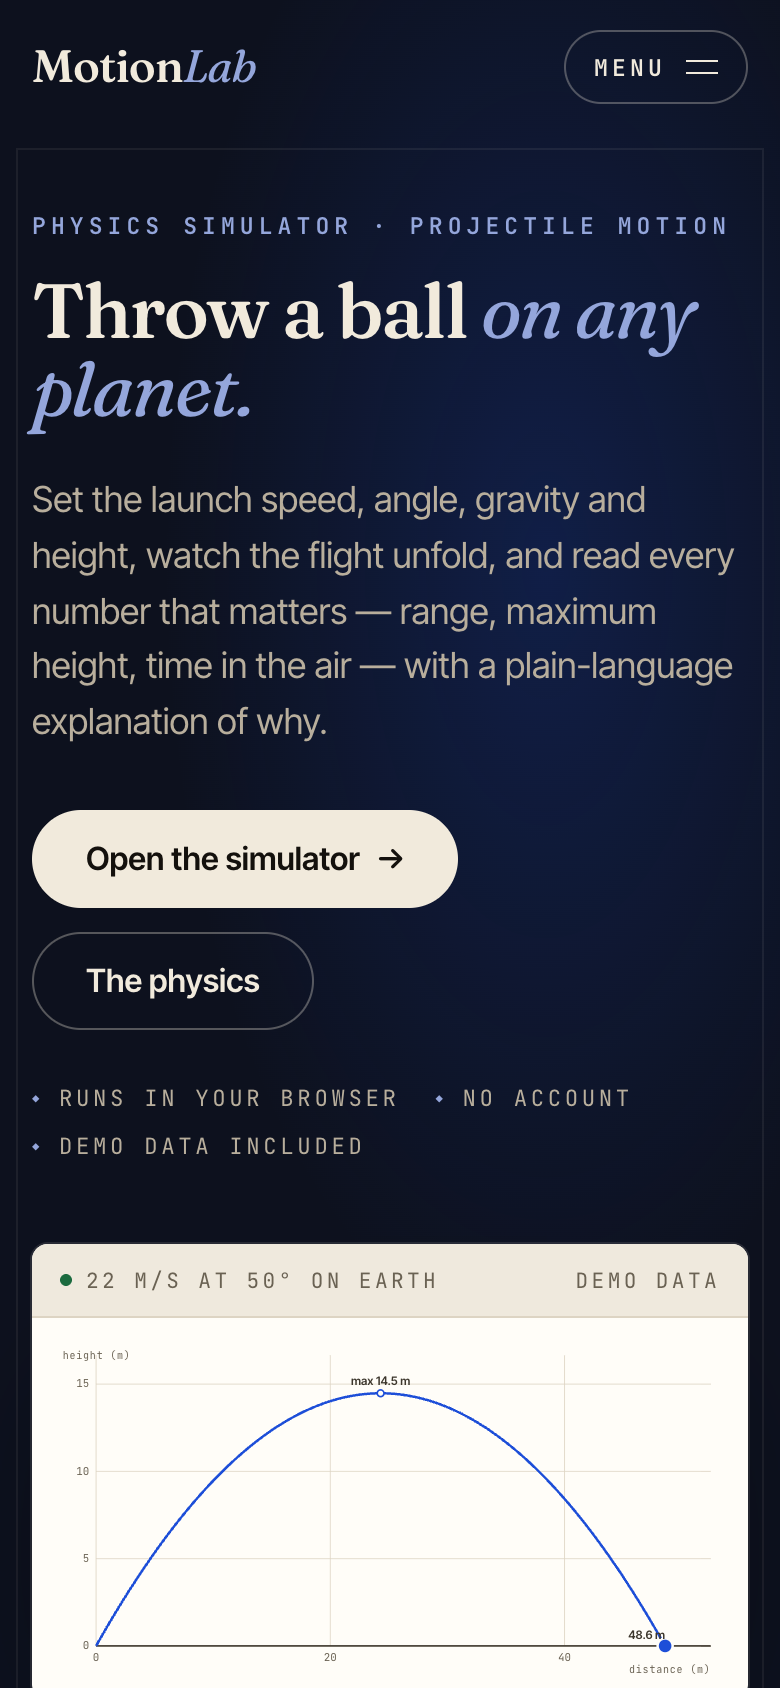 MotionLab
MENU
PHYSICS SIMULATOR · PROJECTILE MOTION
Throw a ball on any
planet.
Set the launch speed, angle, gravity and
height, watch the flight unfold, and read every
number that matters — range, maximum
height, time in the air — with a plain-language
explanation of why.
Open the simulator →
The physics
RUNS IN YOUR BROWSER
NO ACCOUNT
DEMO DATA INCLUDED
22 M/S AT 50° ON EARTH
DEMO DATA
height (m)
15
max 14.5 m
10
5
48.6 m
0
0
20
40
distance (m)